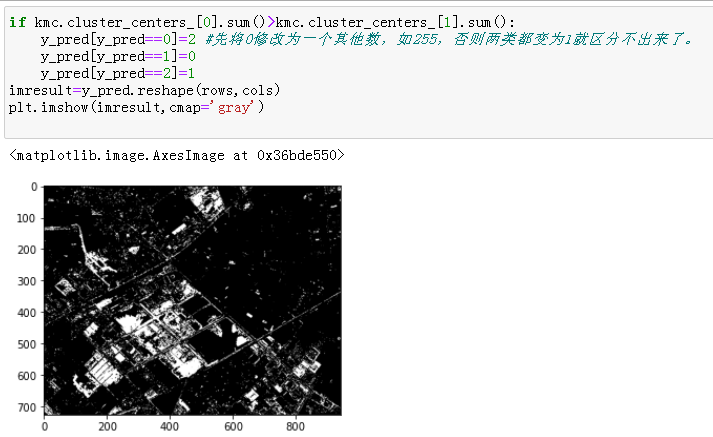 if kmc.cluster_centers_[0].sum()>kmc.cluster_centers_[1].sum():
    y_pred[y_pred==0]=2 #先将0修改为一个其他数，如255，否则两类都变为1就区分不出来了。
    y_pred[y_pred==1]=0
    y_pred[y_pred==2]=1
imresult=y_pred.reshape(rows,cols)
plt.imshow(imresult,cmap='gray')
<matplotlib.image.AxesImage at 0x36bde550>
0
100
200
300
400
500
600
700
0 200 400 600 800